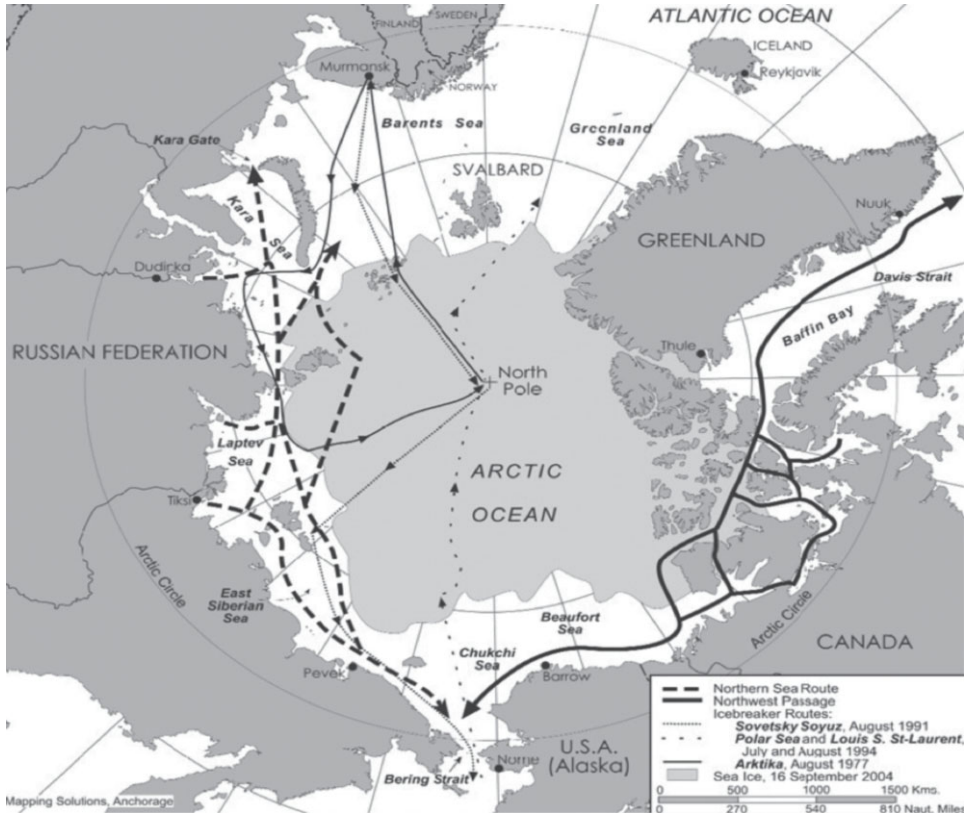 ATLANTIC OCEAN
FINLAND
SWEDEN
NORWAY
ICELAND
Reykjavik
Murmansk
Barents Sea
Greenland
Sea
Kara Gate
SVALBARD
Kara
Sea
Nuuk
GREENLAND
Dudinka
Davis Strait
Baffin Bay
RUSSIAN FEDERATION
Thule
North
Pole
Laptev
Sea
ARCTIC
OCEAN
Tiksi
Arctic Circle
East
Siberian
Sea
Beaufort
Sea
Arctic Circle
Chukchi
Sea
CANADA
Pevek
Barrow
U.S.A.
(Alaska)
Nome
Bering Strait
Mapping Solutions, Anchorage
Northern Sea Route
Northwest Passage
Icebreaker Routes:
Sovetsky Soyuz, August 1991
Polar Sea and Louis S. St-Laurent,
July and August 1994
Arktika, August 1977
Sea Ice, 16 September 2004
0 500 1000 1500 Kms.
0 270 540 810 Naut. Miles